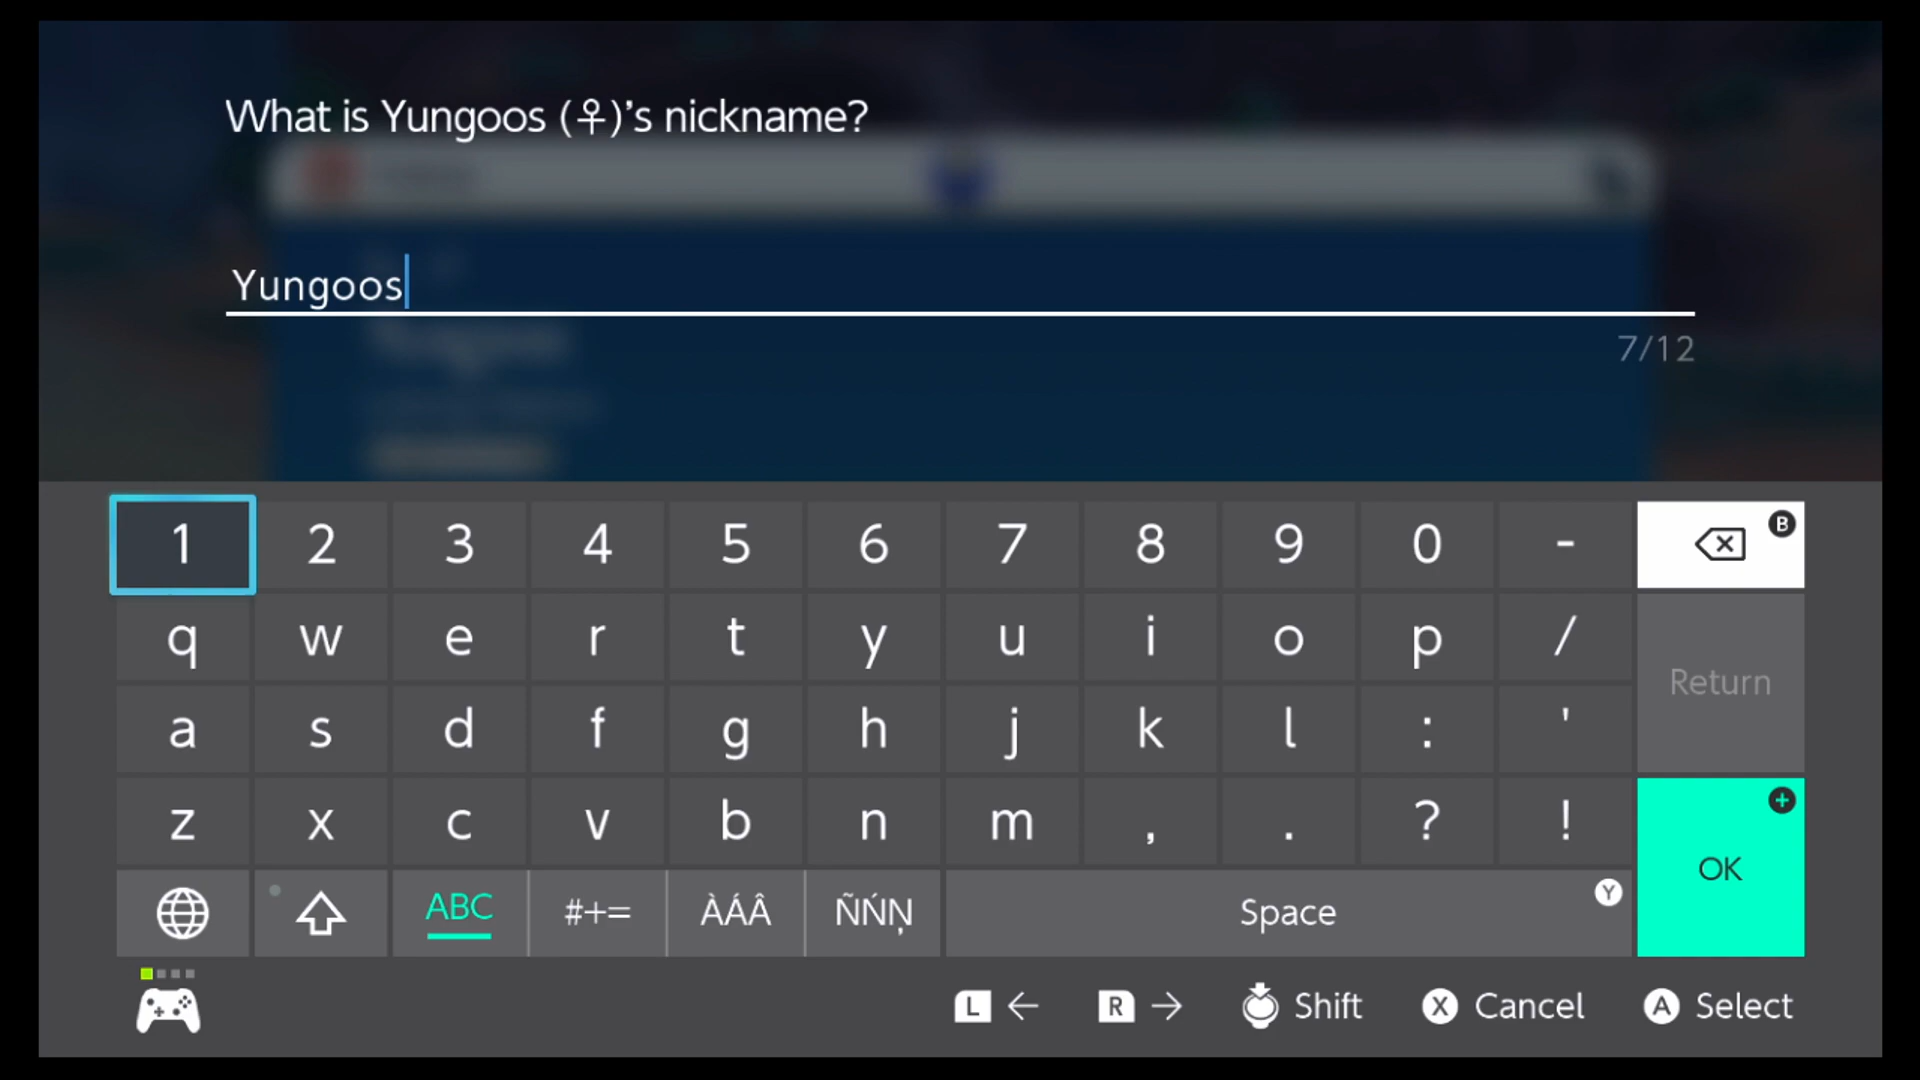 What is Yungoos (♀)'s nickname?
Yungoos
7/12
1 2 3 4 5 6 7 8 9 0 - B
q w e r t y u i o p /
Return
a s d f g h j k l : '
z x c v b n m , . ? ! +
OK
ABC #+= ÀÁÂ ÑŃŅ Space Y
L ← R → Shift X Cancel A Select